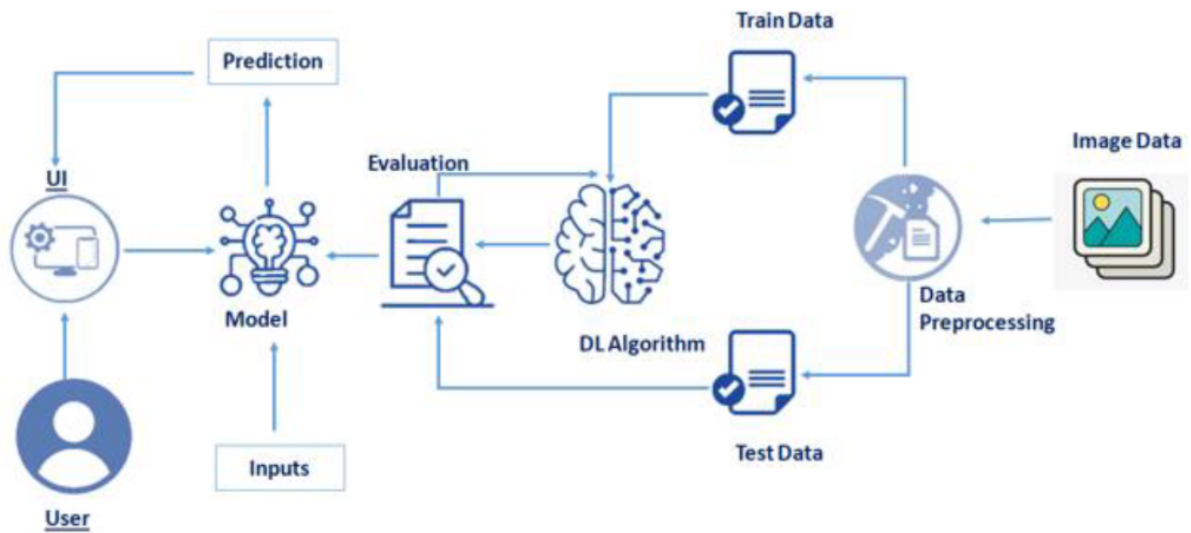 Train Data
Prediction
Image Data
Evaluation
UI
Data
Preprocessing
Model
DL Algorithm
Test Data
Inputs
User